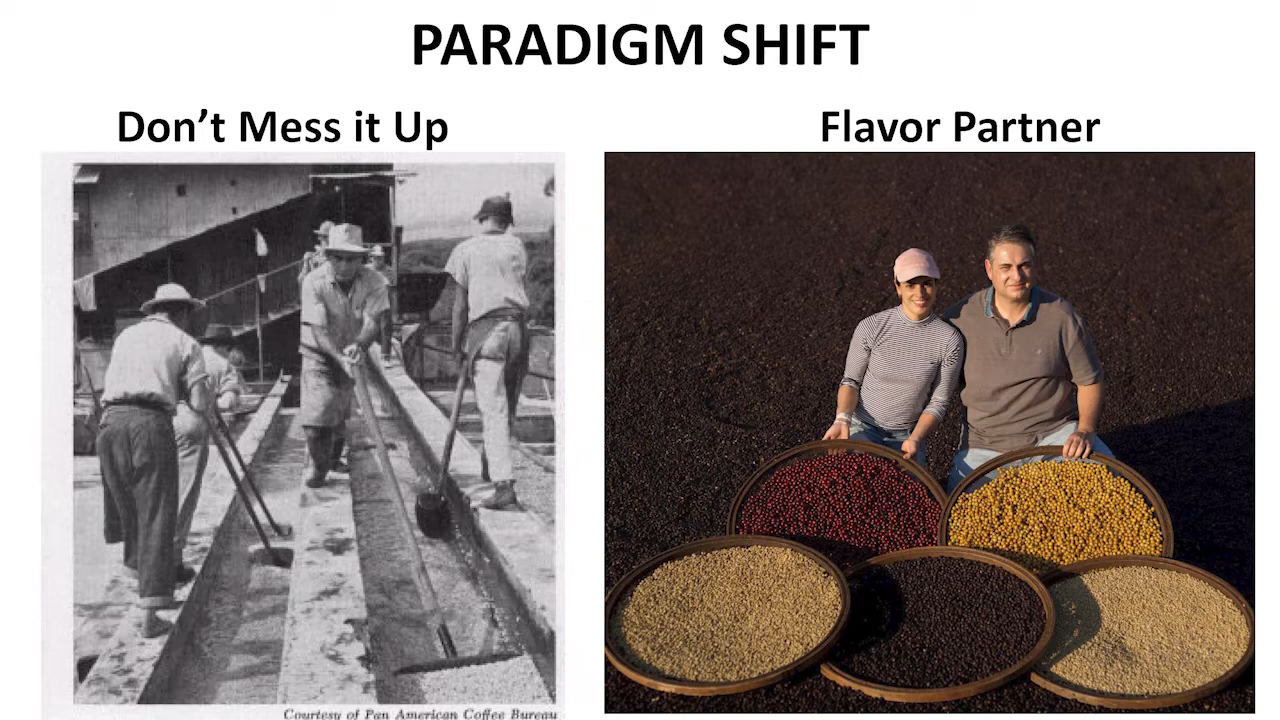 PARADIGM SHIFT
Don't Mess it Up
Flavor Partner
Courtesy of Pan American Coffee Bureau